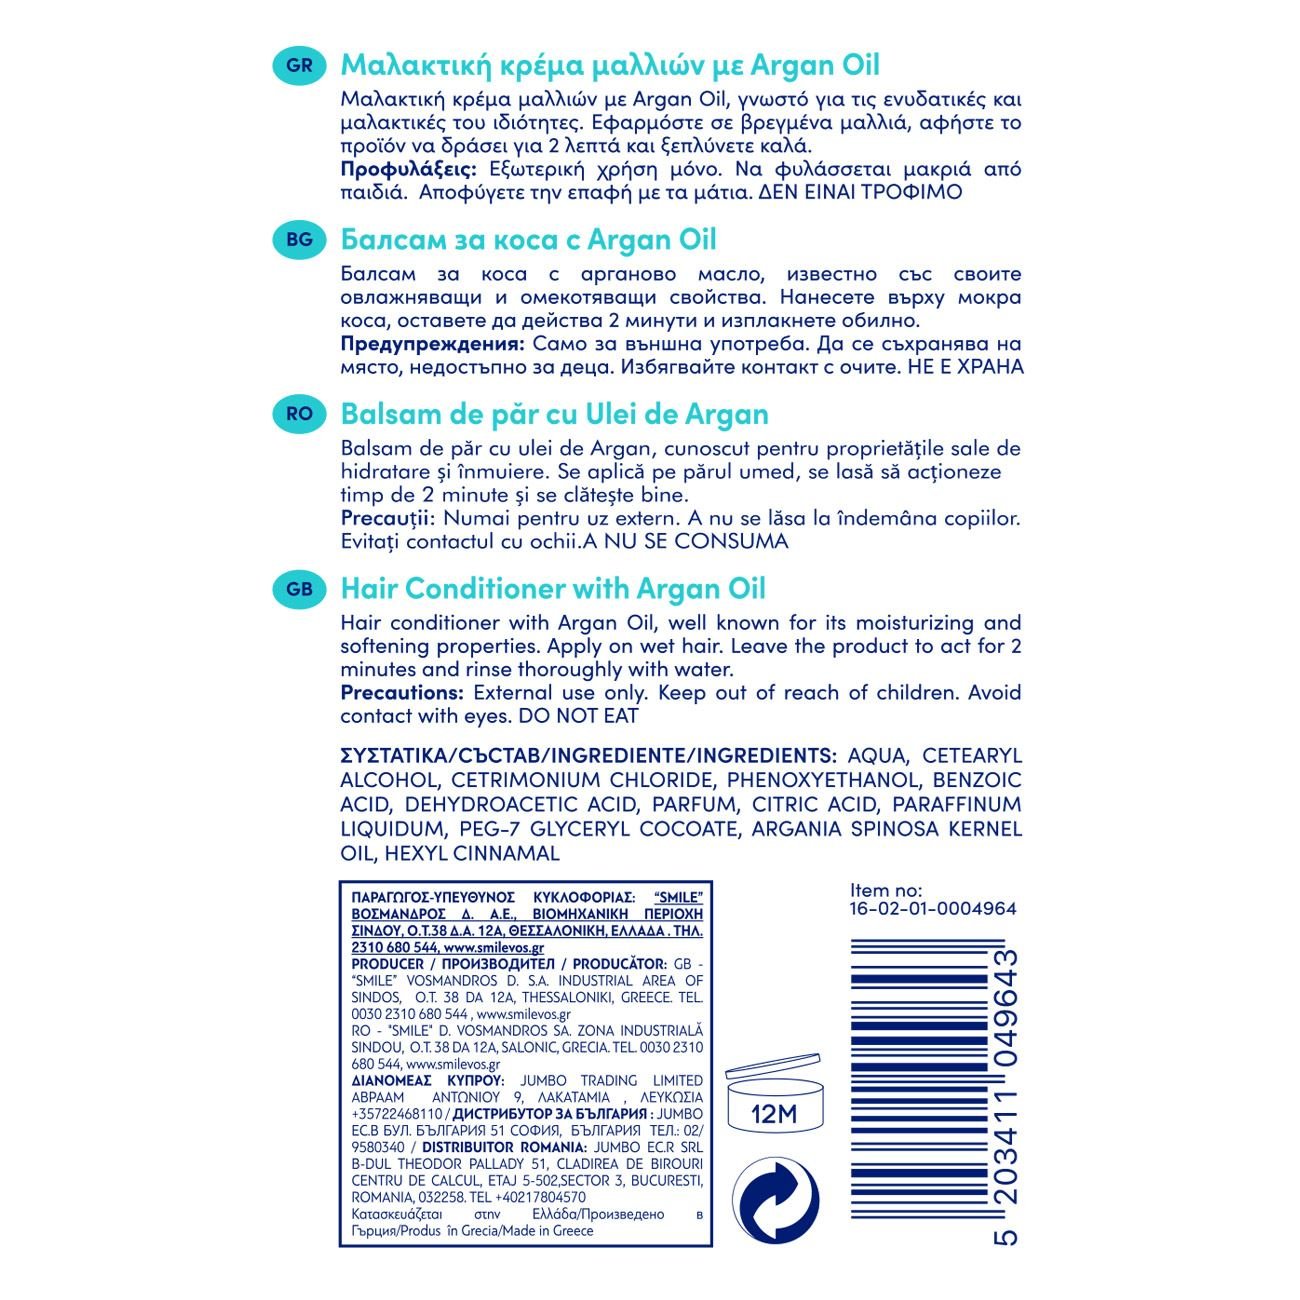 GR Μαλακτική κρέμα μαλλιών με Argan Oil
Μαλακτική κρέμα μαλλιών με Argan Oil, γνωστό για τις ενυδατικές και
μαλακτικές του ιδιότητες. Εφαρμόστε σε βρεγμένα μαλλιά, αφήστε το
προϊόν να δράσει για 2 λεπτά και ξεπλύνετε καλά.
Προφυλάξεις: Εξωτερική χρήση μόνο. Να φυλάσσεται μακριά από
παιδιά. Αποφύγετε την επαφή με τα μάτια. ΔΕΝ ΕΙΝΑΙ ΤΡΟΦΙΜΟ
BG Балсам за коса с Argan Oil
Балсам за коса с арганово масло, известно със своите
овлажняващи и омекотяващи свойства. Нанесете върху мокра
коса, оставете да действа 2 минути и изплакнете обилно.
Предупреждения: Само за външна употреба. Да се съхранява на
място, недостъпно за деца. Избягвайте контакт с очите. НЕ Е ХРАНА
RO Balsam de păr cu Ulei de Argan
Balsam de păr cu ulei de Argan, cunoscut pentru proprietățile sale de
hidratare și înmuiere. Se aplică pe părul umed, se lasă să acționeze
timp de 2 minute și se clătește bine.
Precauții: Numai pentru uz extern. A nu se lăsa la îndemâna copiilor.
Evitați contactul cu ochii.A NU SE CONSUMA
GB Hair Conditioner with Argan Oil
Hair conditioner with Argan Oil, well known for its moisturizing and
softening properties. Apply on wet hair. Leave the product to act for 2
minutes and rinse thoroughly with water.
Precautions: External use only. Keep out of reach of children. Avoid
contact with eyes. DO NOT EAT
ΣΥΣΤΑΤΙΚΑ/СЪСТАВ/INGREDIENTE/INGREDIENTS: AQUA, CETEARYL
ALCOHOL, CETRIMONIUM CHLORIDE, PHENOXYETHANOL, BENZOIC
ACID, DEHYDROACETIC ACID, PARFUM, CITRIC ACID, PARAFFINUM
LIQUIDUM, PEG-7 GLYCERYL COCOATE, ARGANIA SPINOSA KERNEL
OIL, HEXYL CINNAMAL
ΠΑΡΑΓΩΓΟΣ-ΥΠΕΥΘΥΝΟΣ ΚΥΚΛΟΦΟΡΙΑΣ: "SMILE"
ΒΟΣΜΑΝΔΡΟΣ Δ. Α.Ε., ΒΙΟΜΗΧΑΝΙΚΗ ΠΕΡΙΟΧΗ
ΣΙΝΔΟΥ, Ο.Τ.38 Δ.Α. 12Α, ΘΕΣΣΑΛΟΝΙΚΗ, ΕΛΛΑΔΑ . ΤΗΛ.
2310 680 544, www.smilevos.gr
PRODUCER / ПРОИЗВОДИТЕЛ / PRODUCĂTOR: GB -
"SMILE" VOSMANDROS D. S.A. INDUSTRIAL AREA OF
SINDOS, O.T. 38 DA 12A, THESSALONIKI, GREECE. TEL.
0030 2310 680 544 , www.smilevos.gr
RO - "SMILE" D. VOSMANDROS SA. ZONA INDUSTRIALĂ
SINDOU, O.T. 38 DA 12A, SALONIC, GRECIA. TEL. 0030 2310
680 544, www.smilevos.gr
ΔΙΑΝΟΜΕΑΣ ΚΥΠΡΟΥ: JUMBO TRADING LIMITED
ΑΒΡΑΑΜ ΑΝΤΩΝΙΟΥ 9, ΛΑΚΑΤΑΜΙΑ , ΛΕΥΚΩΣΙΑ
+35722468110 / ДИСТРИБУТОР ЗА БЪЛГАРИЯ : JUMBO
EC.B БУЛ. БЪЛГАРИЯ 51 СОФИЯ, БЪЛГАРИЯ ТЕЛ.: 02/
9580340 / DISTRIBUITOR ROMANIA: JUMBO EC.R SRL
B-DUL THEODOR PALLADY 51, CLADIREA DE BIROURI
CENTRU DE CALCUL, ETAJ 5-502,SECTOR 3, BUCURESTI,
ROMANIA, 032258. TEL +40217804570
Κατασκευάζεται στην Ελλάδα/Произведено в
Гърция/Produs în Grecia/Made in Greece
12M
Item no:
16-02-01-0004964
5 203411 049643